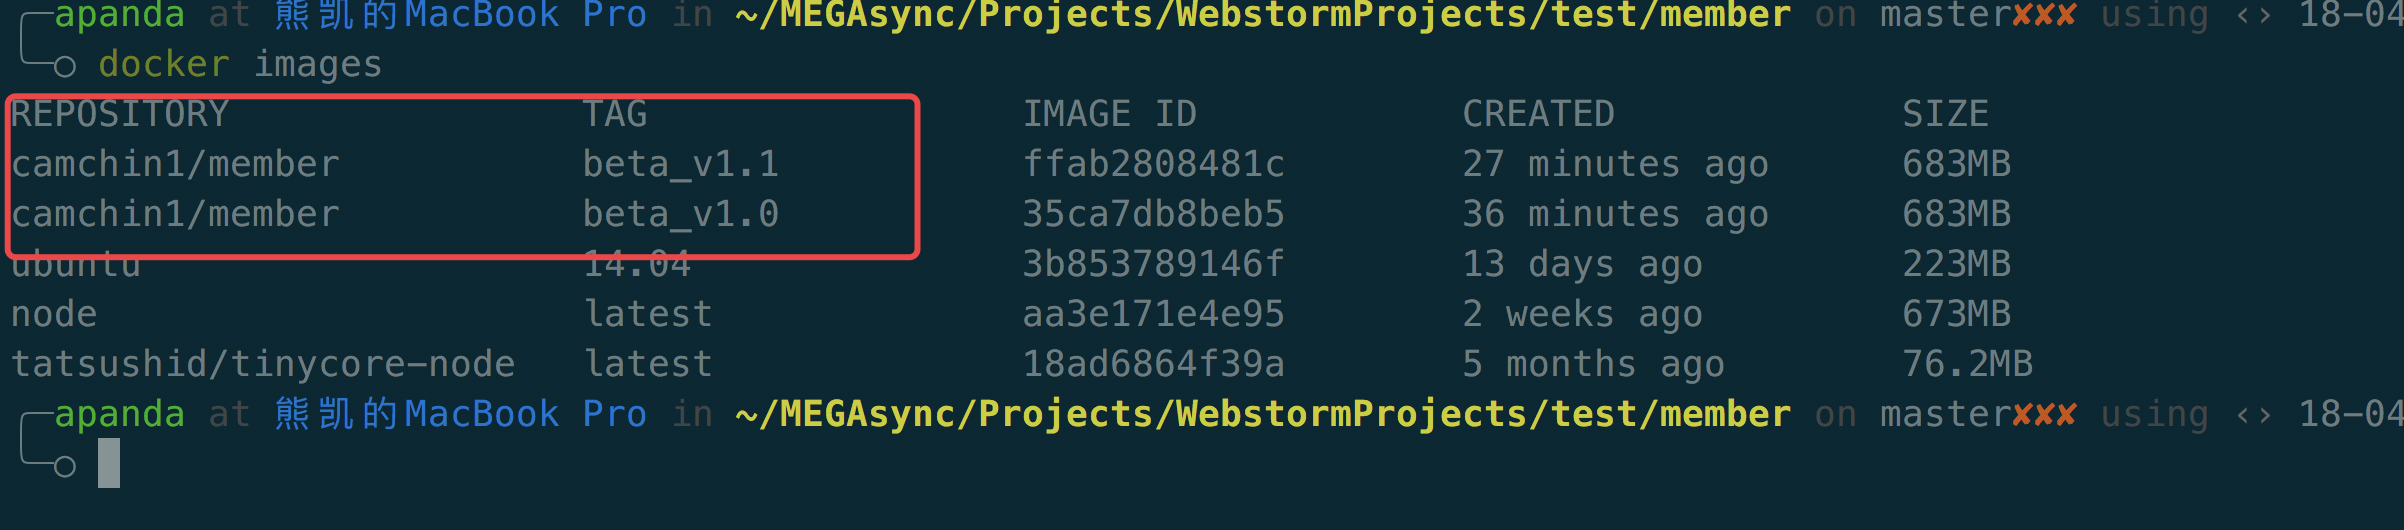 apanda at 熊凯的MacBook Pro in ~/MEGAsync/Projects/WebstormProjects/test/member on master✘✘✘ using ‹› 18-04
docker images
REPOSITORY TAG IMAGE ID CREATED SIZE
camchin1/member beta_v1.1 ffab2808481c 27 minutes ago 683MB
camchin1/member beta_v1.0 35ca7db8beb5 36 minutes ago 683MB
ubuntu 14.04 3b853789146f 13 days ago 223MB
node latest aa3e171e4e95 2 weeks ago 673MB
tatsushid/tinycore-node latest 18ad6864f39a 5 months ago 76.2MB
apanda at 熊凯的MacBook Pro in ~/MEGAsync/Projects/WebstormProjects/test/member on master✘✘✘ using ‹› 18-04